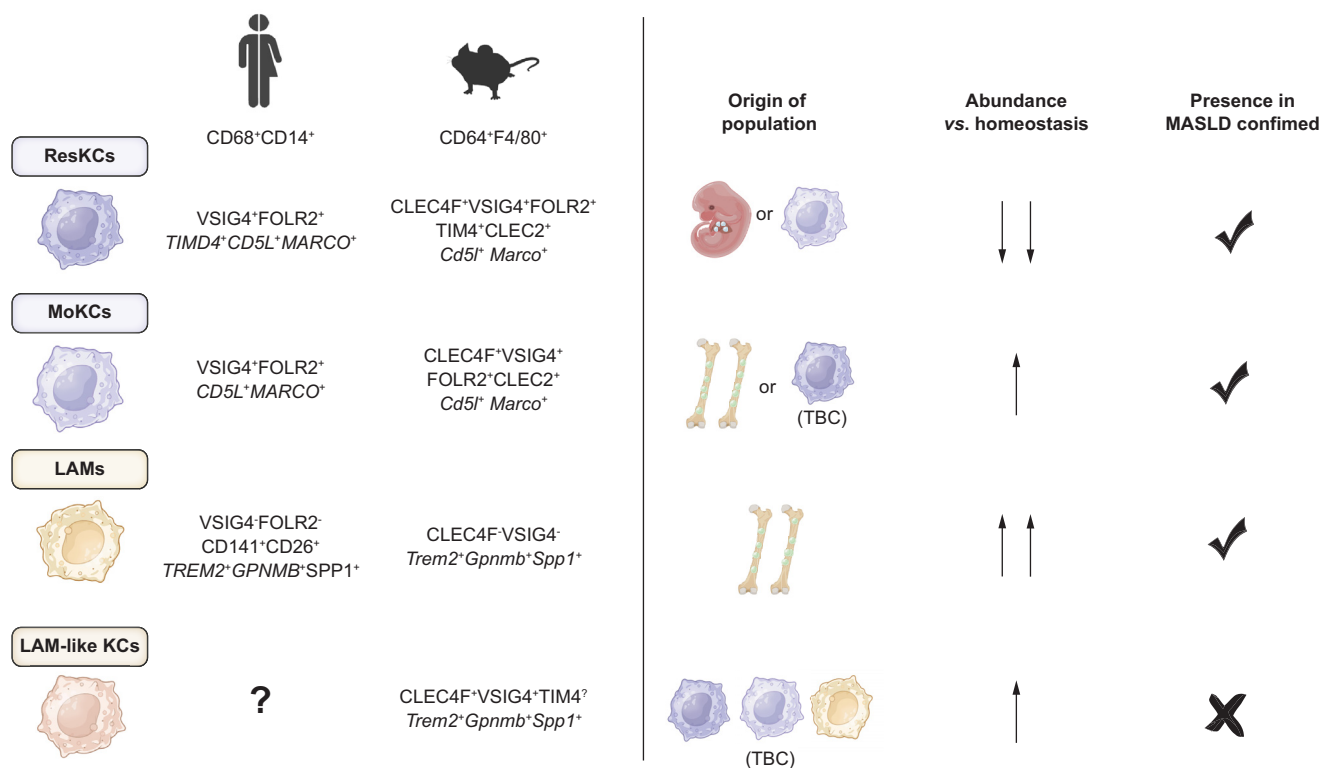 Origin of
population
Abundance
vs. homeostasis
Presence in
MASLD confimed
CD68⁺CD14⁺
CD64⁺F4/80⁺
ResKCs
VSIG4⁺FOLR2⁺
TIMD4⁺CD5L⁺MARCO⁺
CLEC4F⁺VSIG4⁺FOLR2⁺
TIM4⁺CLEC2⁺
Cd5l⁺ Marco⁺
or
MoKCs
VSIG4⁺FOLR2⁺
CD5L⁺MARCO⁺
CLEC4F⁺VSIG4⁺
FOLR2⁺CLEC2⁺
Cd5l⁺ Marco⁺
or
(TBC)
LAMs
VSIG4⁻FOLR2⁻
CD141⁺CD26⁺
TREM2⁺GPNMB⁺SPP1⁺
CLEC4F⁻VSIG4⁻
Trem2⁺Gpnmb⁺Spp1⁺
LAM-like KCs
?
CLEC4F⁺VSIG4⁺TIM4?
Trem2⁺Gpnmb⁺Spp1⁺
(TBC)